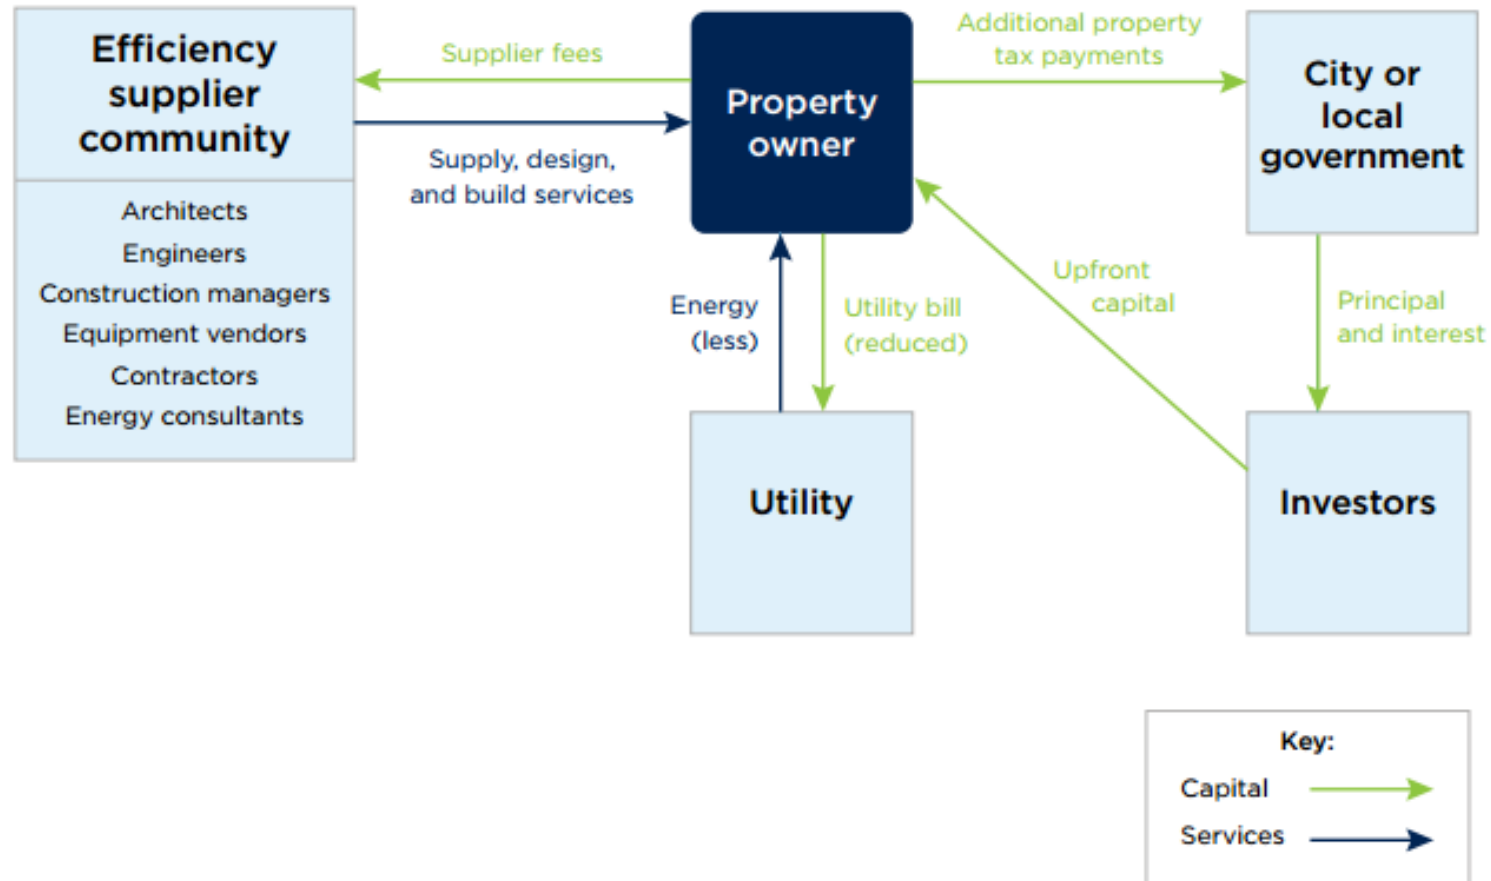 Efficiency
supplier
community
Architects
Engineers
Construction managers
Equipment vendors
Contractors
Energy consultants
Supplier fees
Supply, design,
and build services
Property
owner
Additional property
tax payments
City or
local
government
Energy
(less)
Utility bill
(reduced)
Upfront
capital
Principal
and interest
Utility
Investors
Key:
Capital
Services